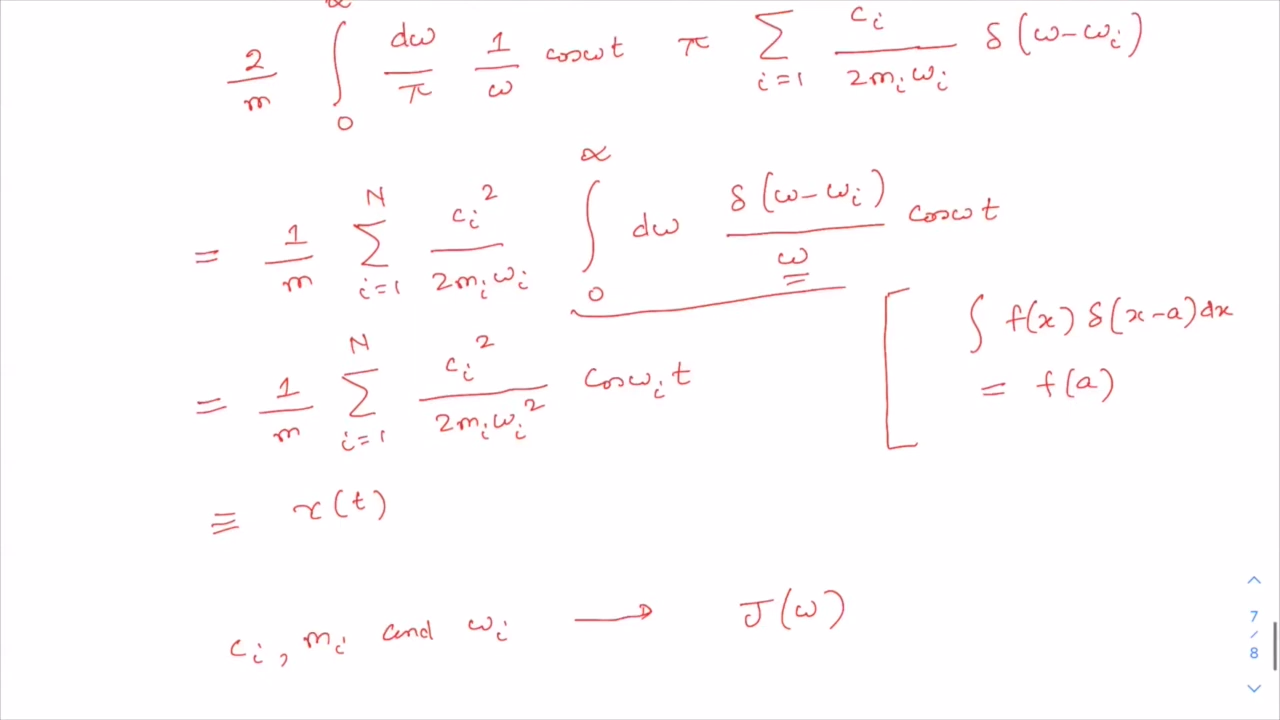 2/m ∫₀^∝ dω/π 1/ω cosωt π Σ_{i=1} c_i/2m_iω_i δ(ω-ω_i)
= 1/m Σ_{i=1}^N c_i²/2m_iω_i ∫₀^∝ dω δ(ω-ω_i)/ω cosωt
[ ∫ f(x) δ(x-a)dx
= f(a)
= 1/m Σ_{i=1}^N c_i²/2m_iω_i² cosω_it
≡ r(t)
c_i, m_i and ω_i → J(ω)
7
/
8